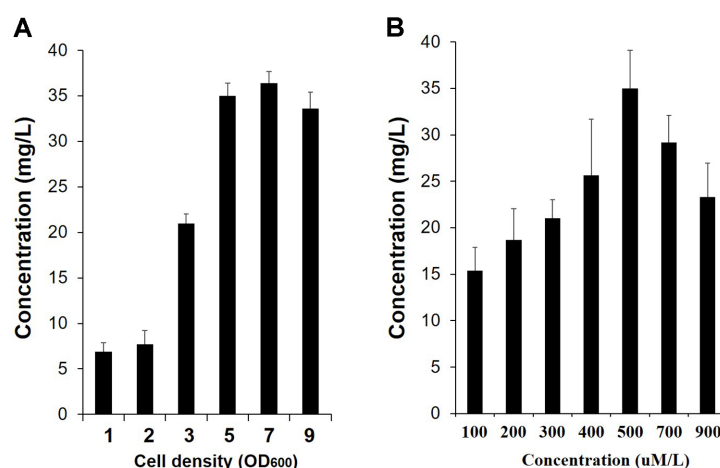 A
Concentration (mg/L)
40
35
30
25
20
15
10
5
0
1 2 3 5 7 9
Cell density (OD600)
B
Concentration (mg/L)
40
35
30
25
20
15
10
5
0
100 200 300 400 500 700 900
Concentration (uM/L)